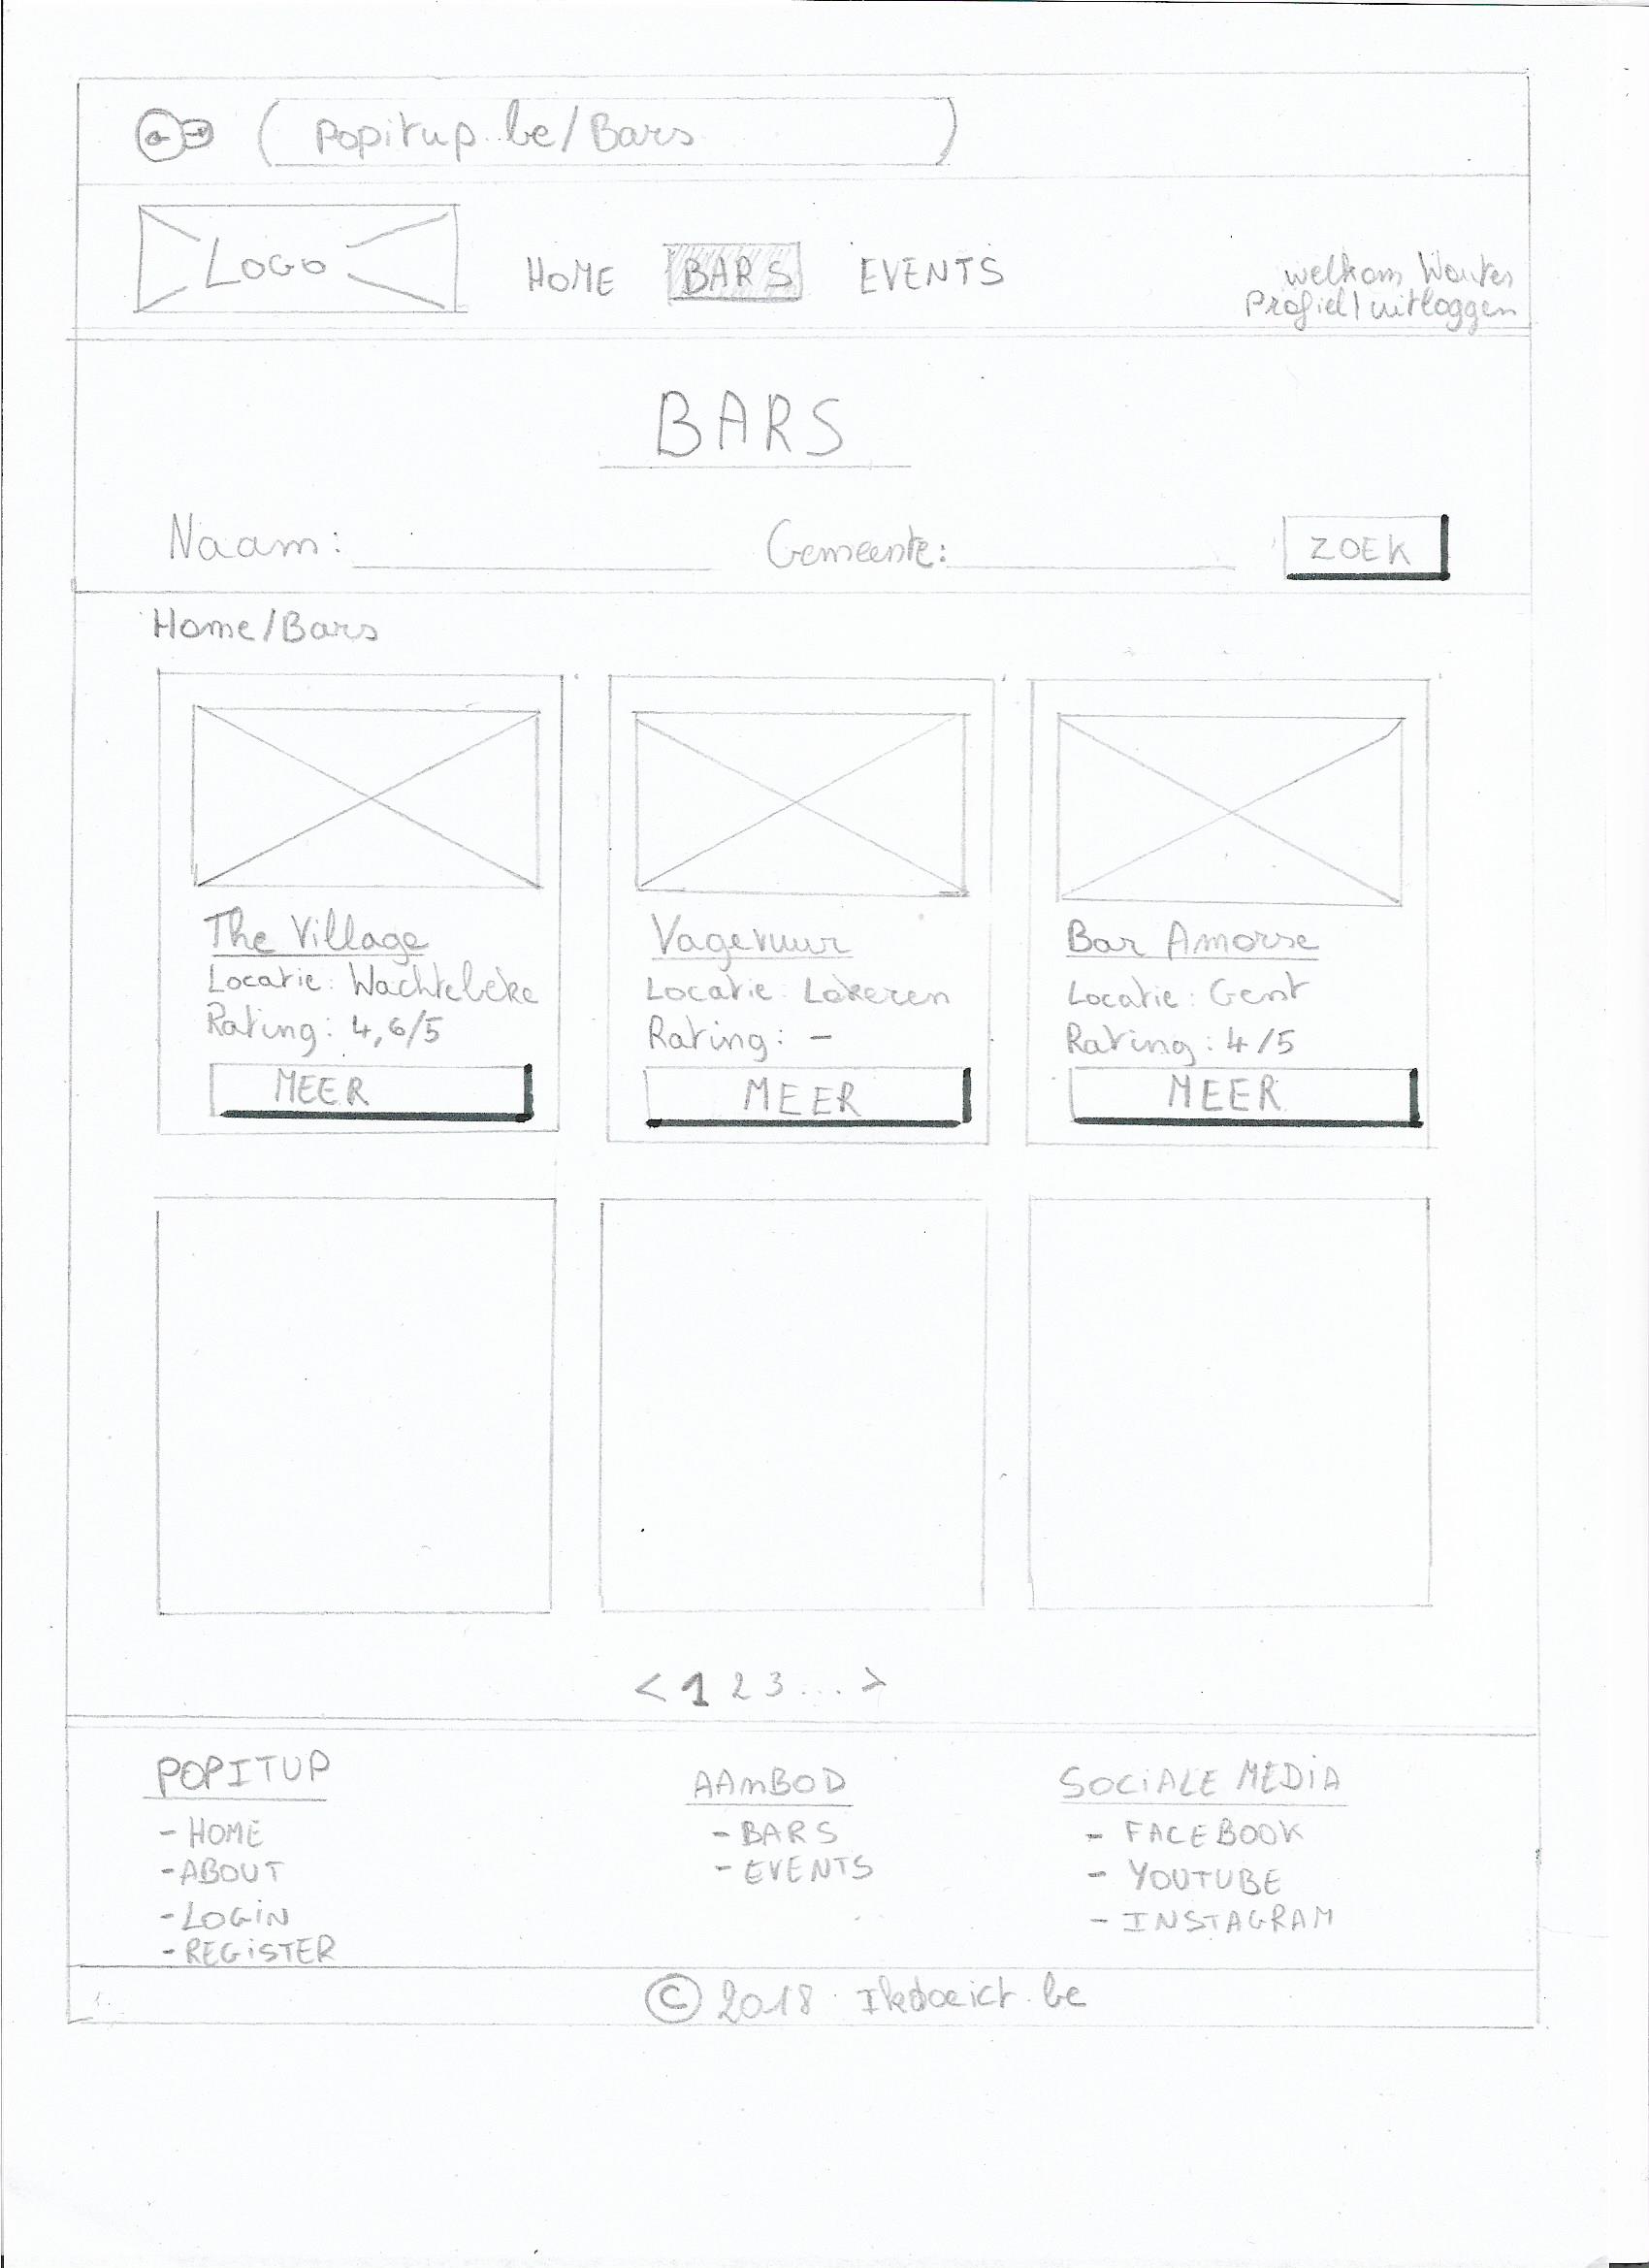 popitup.be/Bars
LOGO HOME BARS EVENTS
welkom Wouter
Profiel | uitloggen
BARS
Naam: Gemeente: ZOEK
Home/Bars
The Village
Locatie: Wachtebeke
Rating: 4,6/5
MEER
Vagevuur
Locatie: Lokeren
Rating: -
MEER
Bar Amorse
Locatie: Gent
Rating: 4/5
MEER
< 1 2 3 ... >
POPITUP
- HOME
- ABOUT
- LOGIN
- REGISTER
AANBOD
- BARS
- EVENTS
SOCIALE MEDIA
- FACEBOOK
- YOUTUBE
- INSTAGRAM
© 2018 Ikdoeict.be